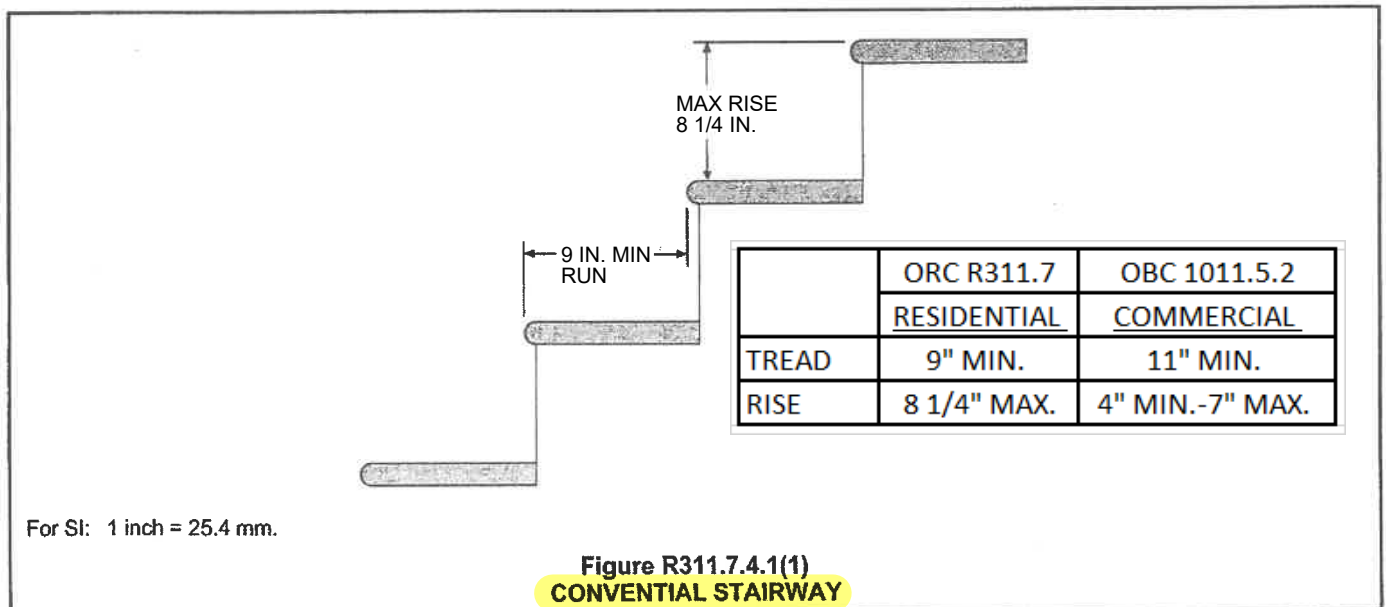 MAX RISE
8 1/4 IN.
9 IN. MIN
RUN
ORC R311.7 OBC 1011.5.2
RESIDENTIAL COMMERCIAL
TREAD 9" MIN. 11" MIN.
RISE 8 1/4" MAX. 4" MIN.-7" MAX.
For SI: 1 inch = 25.4 mm.
Figure R311.7.4.1(1)
CONVENTIAL STAIRWAY